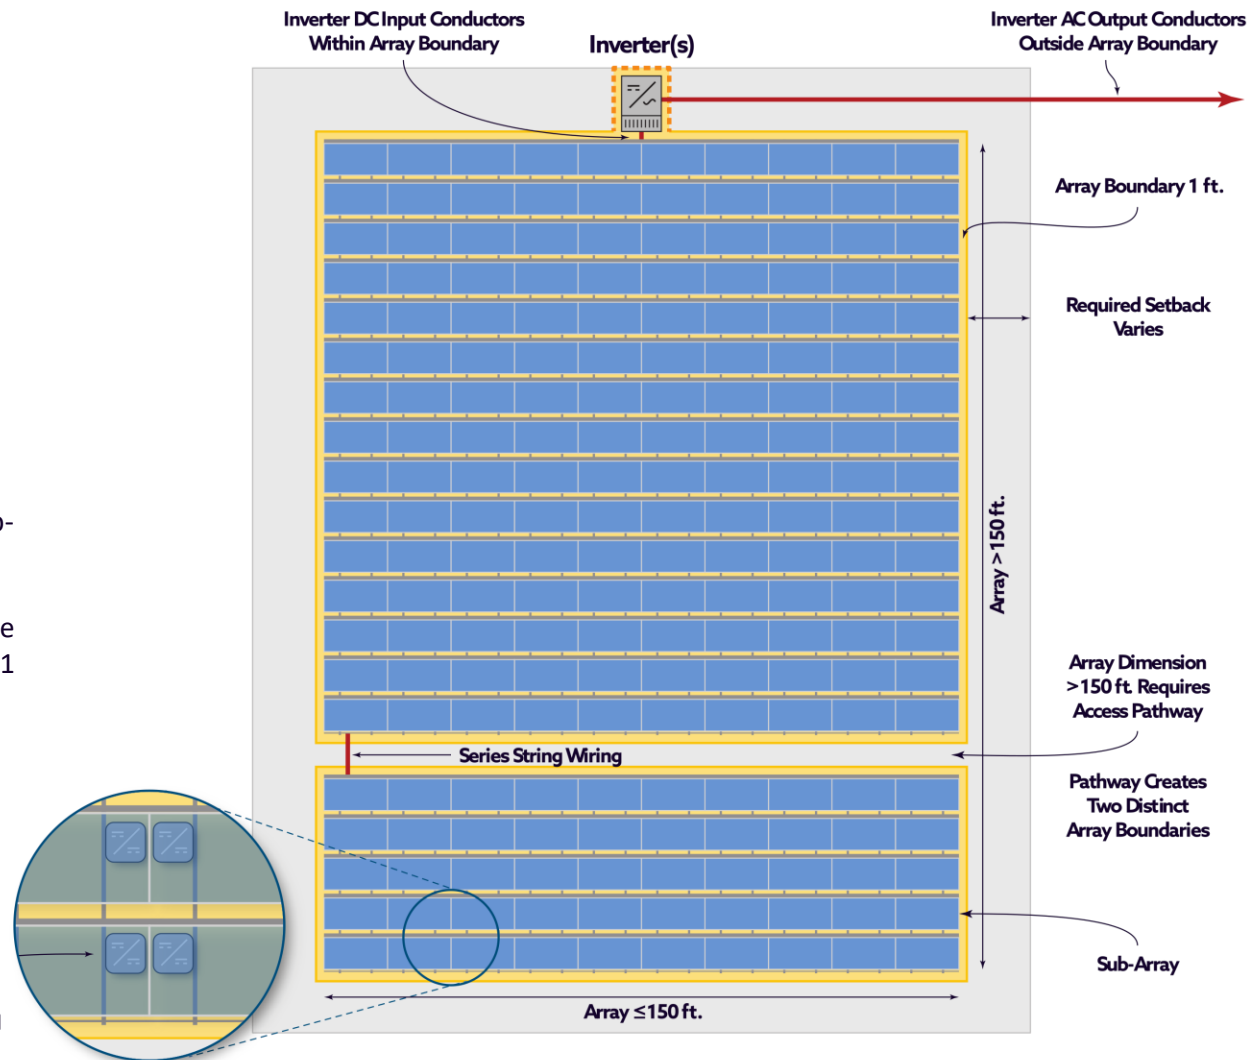 Inverter DC Input Conductors
Within Array Boundary
Inverter(s)
Inverter AC Output Conductors
Outside Array Boundary
Array Boundary 1 ft.
Required Setback
Varies
Array >150 ft.
o-
e
1
Array Dimension
>150 ft. Requires
Access Pathway
Series String Wiring
Pathway Creates
Two Distinct
Array Boundaries
Sub-Array
Array ≤150 ft.